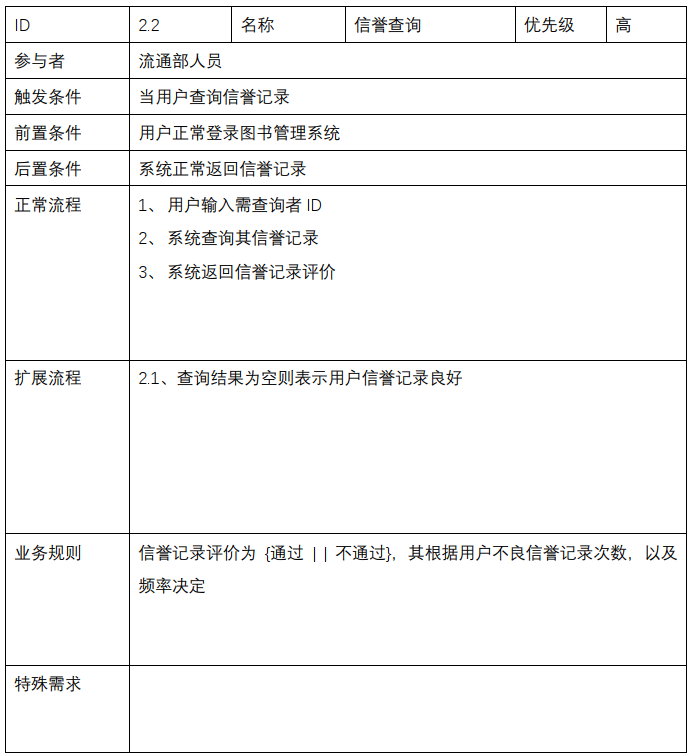 ID 2.2 名称 信誉查询 优先级 高
参与者 流通部人员
触发条件 当用户查询信誉记录
前置条件 用户正常登录图书管理系统
后置条件 系统正常返回信誉记录
正常流程 1、 用户输入需查询者 ID
2、 系统查询其信誉记录
3、 系统返回信誉记录评价
扩展流程 2.1、查询结果为空则表示用户信誉记录良好
业务规则 信誉记录评价为 {通过 | | 不通过}，其根据用户不良信誉记录次数，以及
频率决定
特殊需求